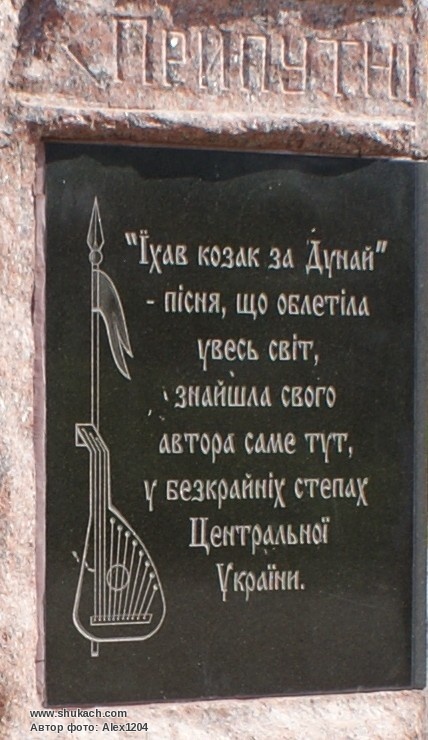 Припутні
"Їхав козак за Дунай"
- пісня, що облетіла
увесь світ,
знайшла свого
автора саме тут,
у безкрайніх степах
Центральної
України.
www.shukach.com
Автор фото: Alex1204